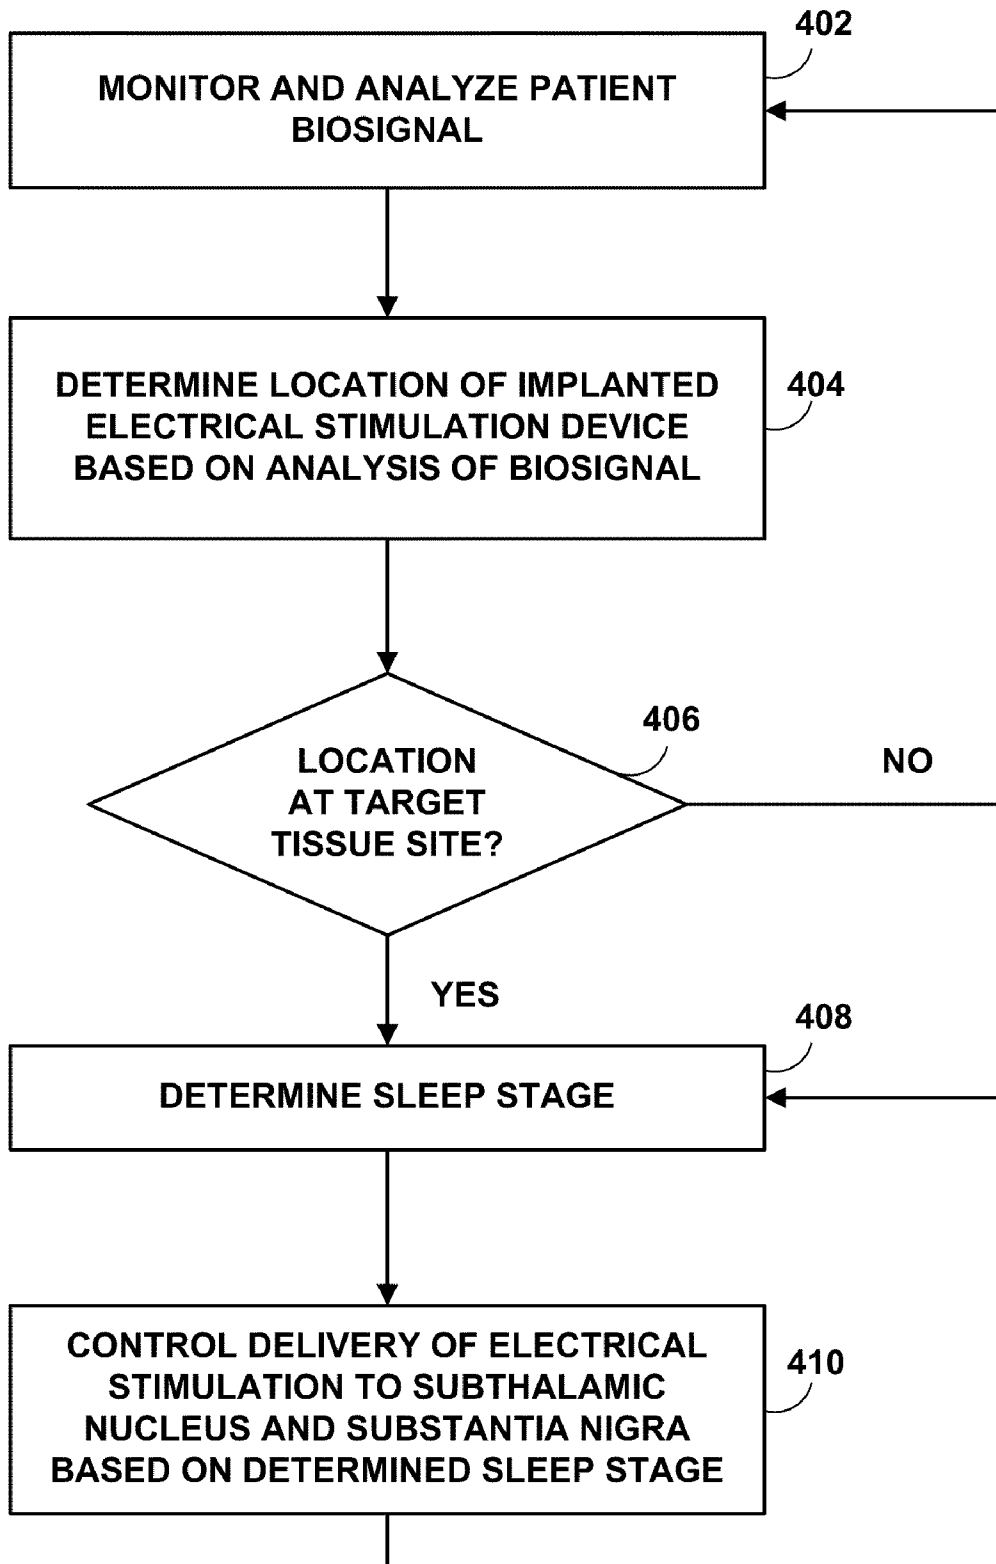 402
MONITOR AND ANALYZE PATIENT
BIOSIGNAL
DETERMINE LOCATION OF IMPLANTED
ELECTRICAL STIMULATION DEVICE
BASED ON ANALYSIS OF BIOSIGNAL
404
406
LOCATION
AT TARGET
TISSUE SITE?
NO
YES
408
DETERMINE SLEEP STAGE
CONTROL DELIVERY OF ELECTRICAL
STIMULATION TO SUBTHALAMIC
NUCLEUS AND SUBSTANTIA NIGRA
BASED ON DETERMINED SLEEP STAGE
410